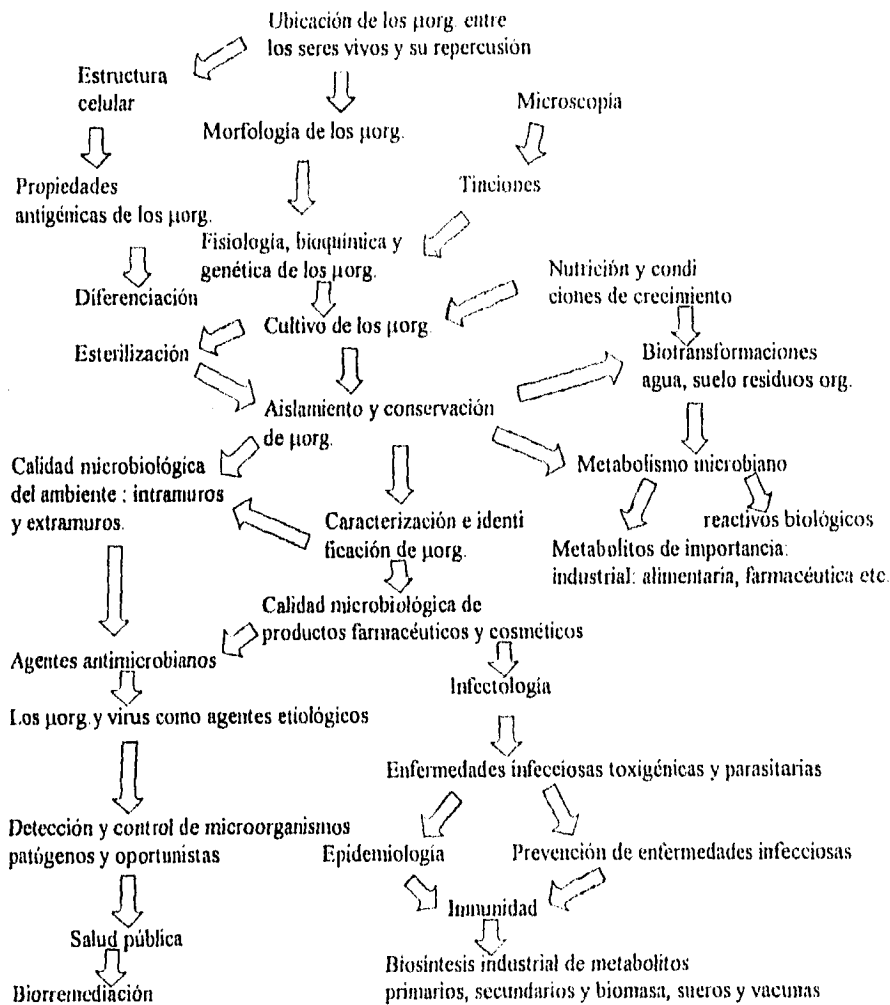 Ubicación de los µorg. entre
los seres vivos y su repercusión
Estructura
celular
Microscopía
Morfología de los µorg.
Propiedades
antigénicas de los µorg.
Tinciones
Fisiología, bioquímica y
genética de los µorg.
Diferenciación
Nutrición y condi
ciones de crecimiento
Cultivo de los µorg.
Esterilización
Biotransformaciones
agua, suelo residuos org.
Aislamiento y conservación
de µorg.
Calidad microbiológica
del ambiente : intramuros
y extramuros.
Metabolismo microbiano
Caracterización e identi
ficación de µorg.
reactivos biológicos
Metabolitos de importancia:
industrial: alimentaría, farmacéutica etc.
Calidad microbiológica de
productos farmacéuticos y cosméticos
Agentes antimicrobianos
Infectología
Los µorg.y virus como agentes etiológicos
Enfermedades infecciosas toxigénicas y parasitarias
Detección y control de microorganismos
patógenos y oportunistas
Epidemiología
Prevención de enfermedades infecciosas
Inmunidad
Salud pública
Biosíntesis industrial de metabolitos
primarios, secundarios y biomasa, sueros y vacunas
Biorremediación